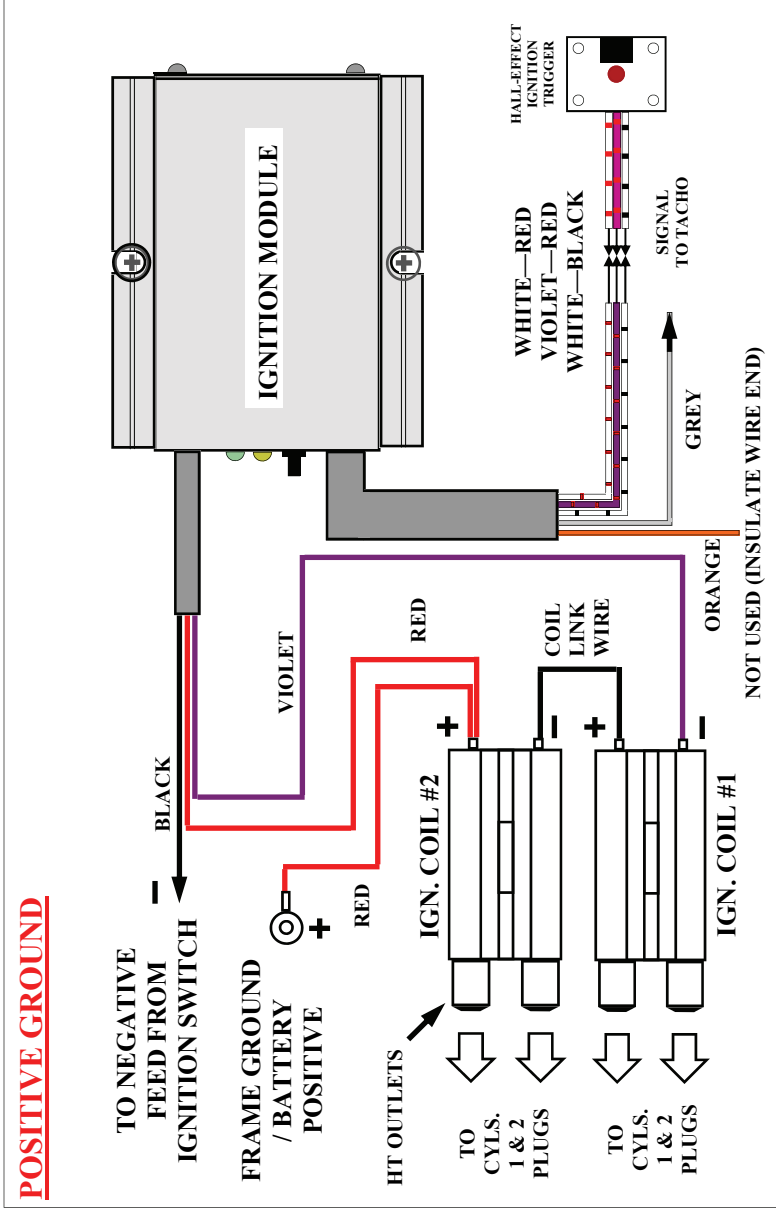 POSITIVE GROUND
TO NEGATIVE
FEED FROM
IGNITION SWITCH
–
BLACK
FRAME GROUND
/ BATTERY
POSITIVE
+
RED
VIOLET
RED
IGNITION MODULE
HT OUTLETS
IGN. COIL #2
+
–
COIL
LINK
WIRE
IGN. COIL #1
+
–
TO
CYLS.
1 & 2
PLUGS
TO
CYLS.
1 & 2
PLUGS
ORANGE
NOT USED (INSULATE WIRE END)
GREY
SIGNAL
TO TACHO
WHITE—RED
VIOLET—RED
WHITE—BLACK
HALL-EFFECT
IGNITION
TRIGGER